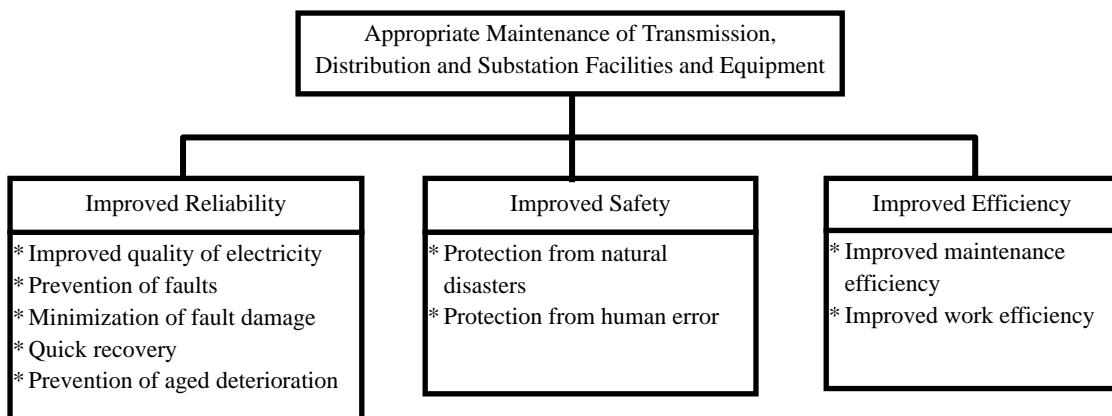 Appropriate Maintenance of Transmission,
Distribution and Substation Facilities and Equipment
Improved Reliability
* Improved quality of electricity
* Prevention of faults
* Minimization of fault damage
* Quick recovery
* Prevention of aged deterioration
Improved Safety
* Protection from natural
disasters
* Protection from human error
Improved Efficiency
* Improved maintenance
efficiency
* Improved work efficiency